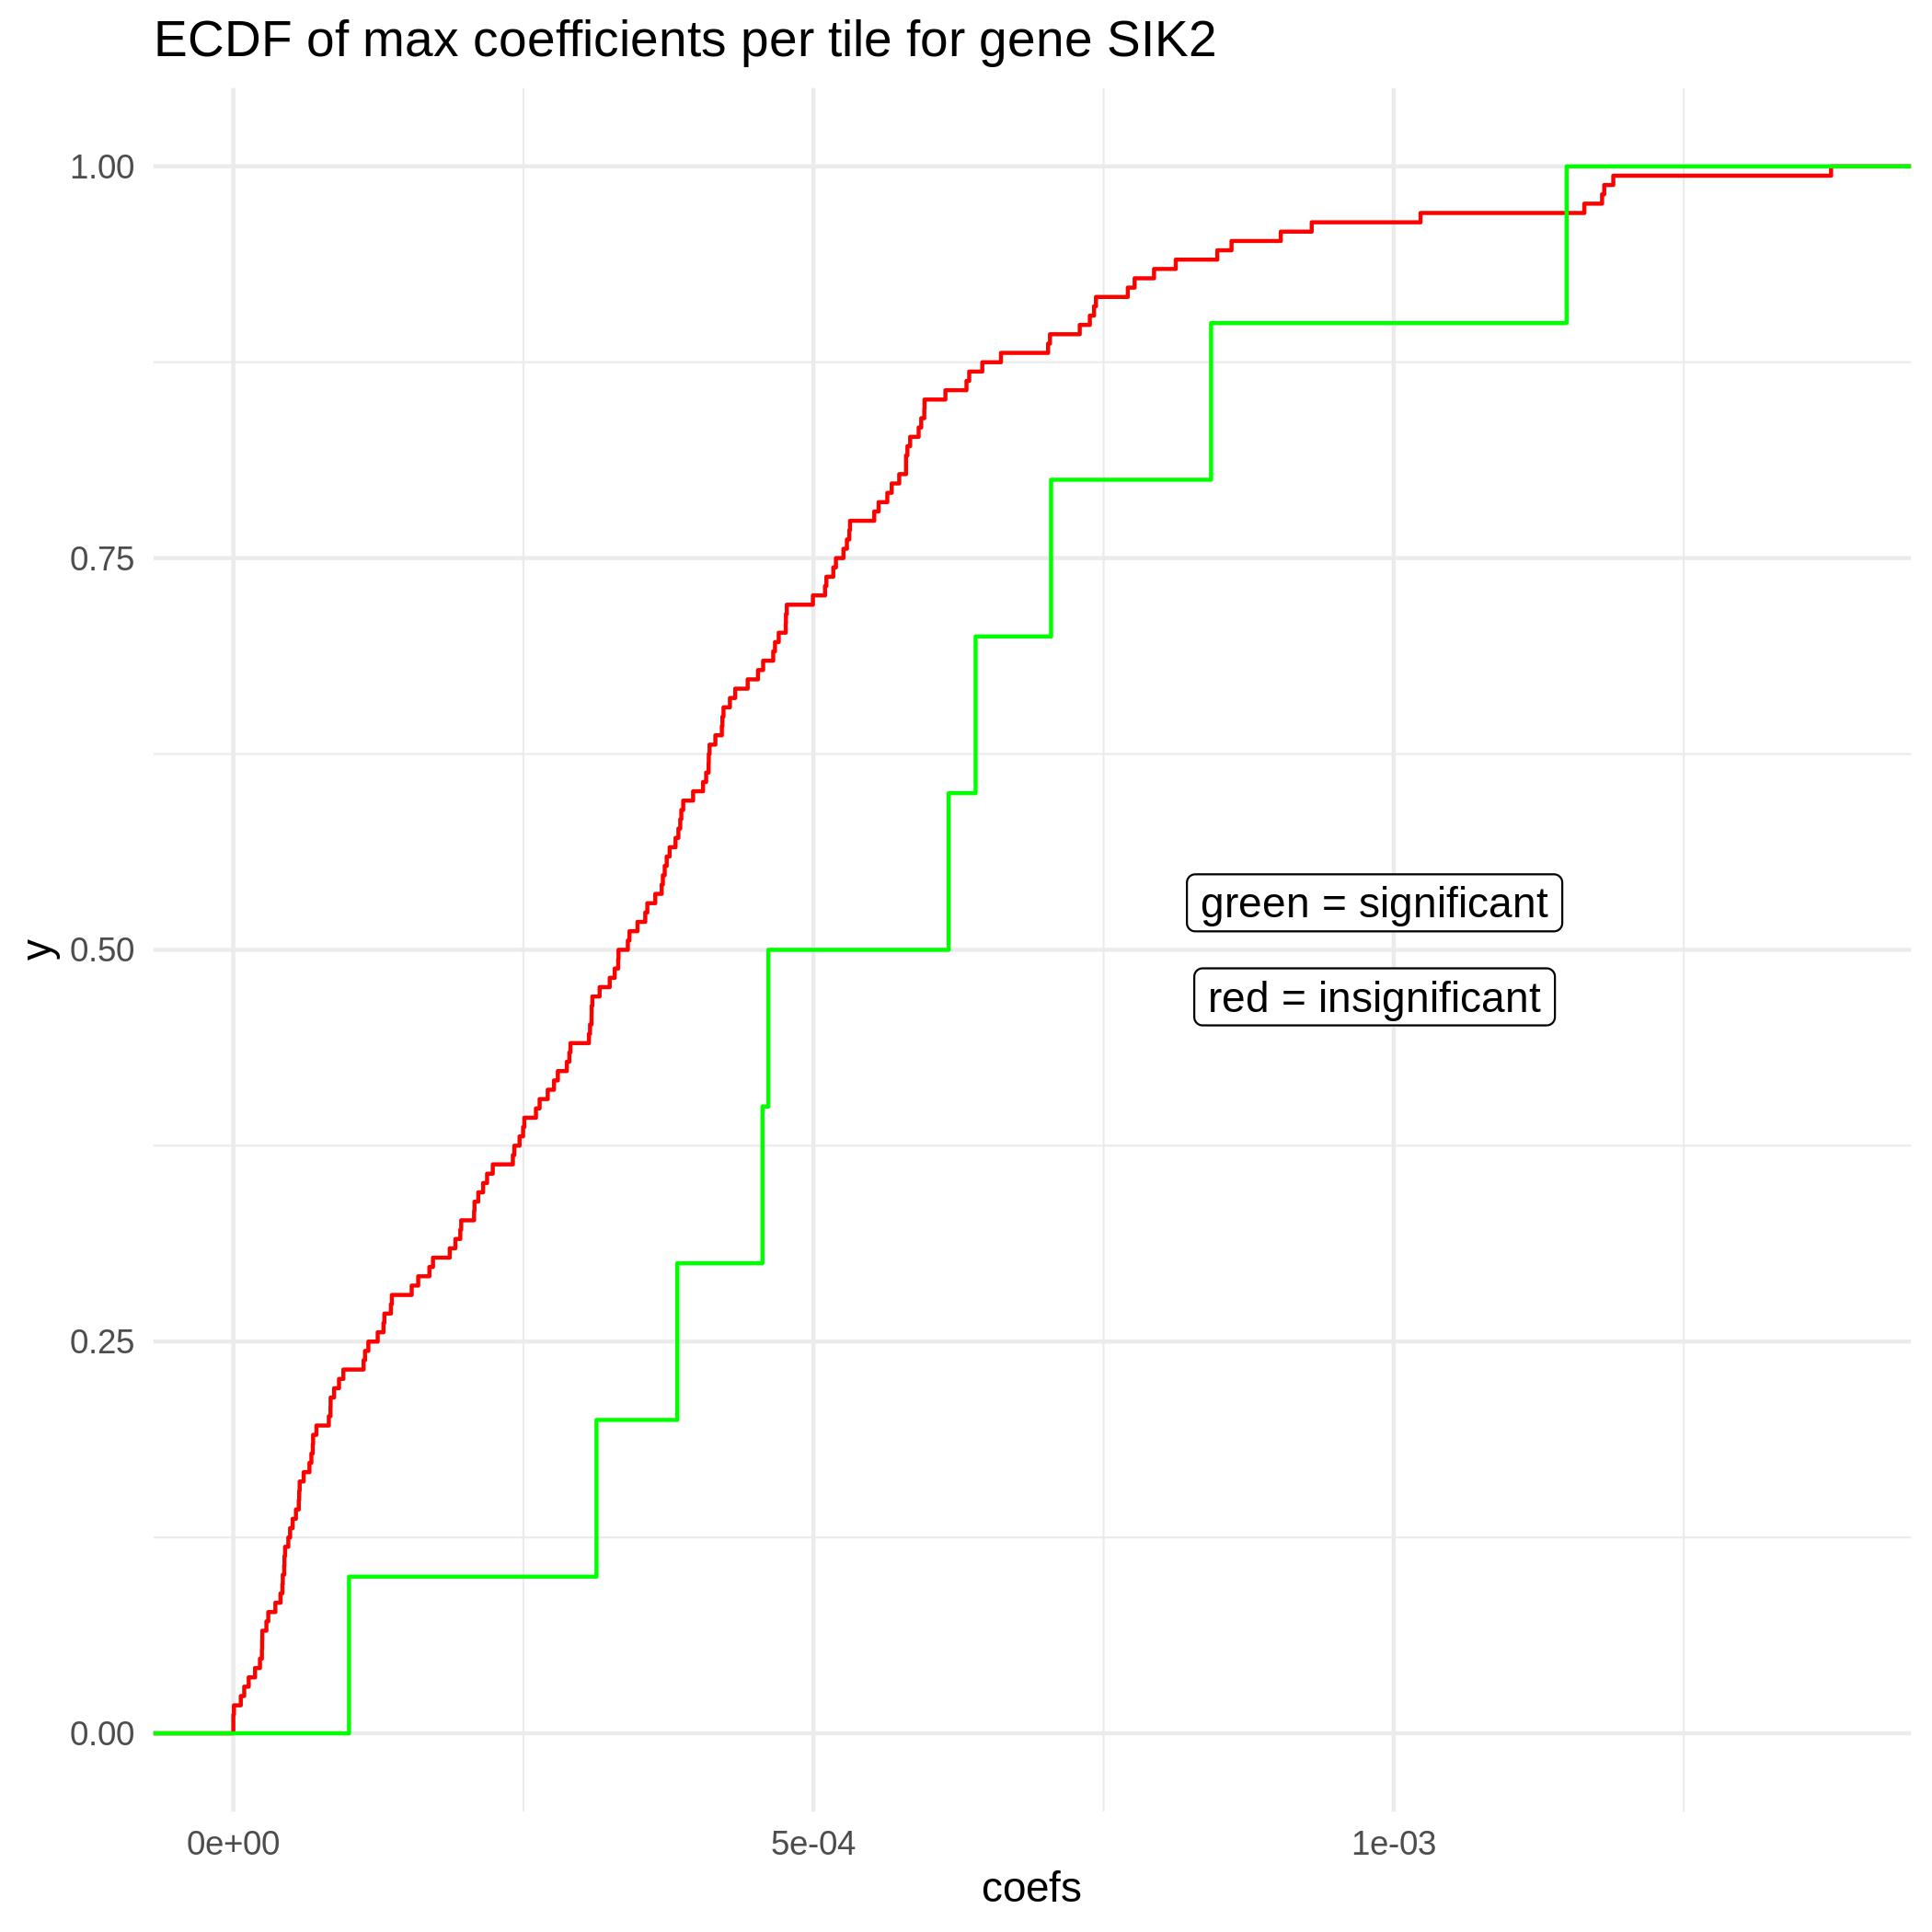 ECDF of max coefficients per tile for gene SIK2
1.00
0.75
0.50
0.25
0.00
y
green = significant
red = insignificant
0e+00
5e-04
1e-03
coefs